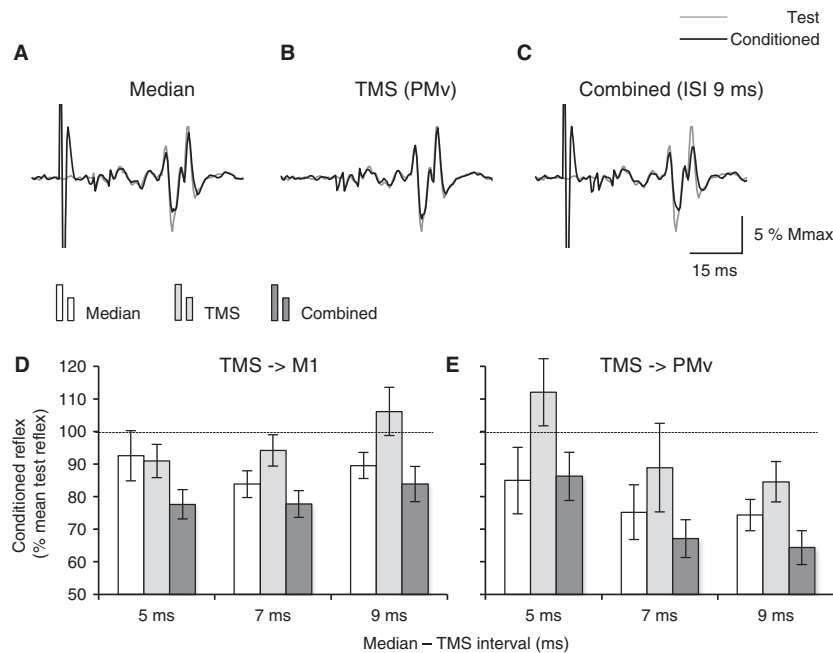 Test
Conditioned
A
B
C
Median
TMS (PMv)
Combined (ISI 9 ms)
5 % Mmax
15 ms
Median
TMS
Combined
D
TMS -> M1
E
TMS -> PMv
Conditioned reflex
(% mean test reflex)
120
110
100
90
80
70
60
50
5 ms
7 ms
9 ms
5 ms
7 ms
9 ms
Median – TMS interval (ms)